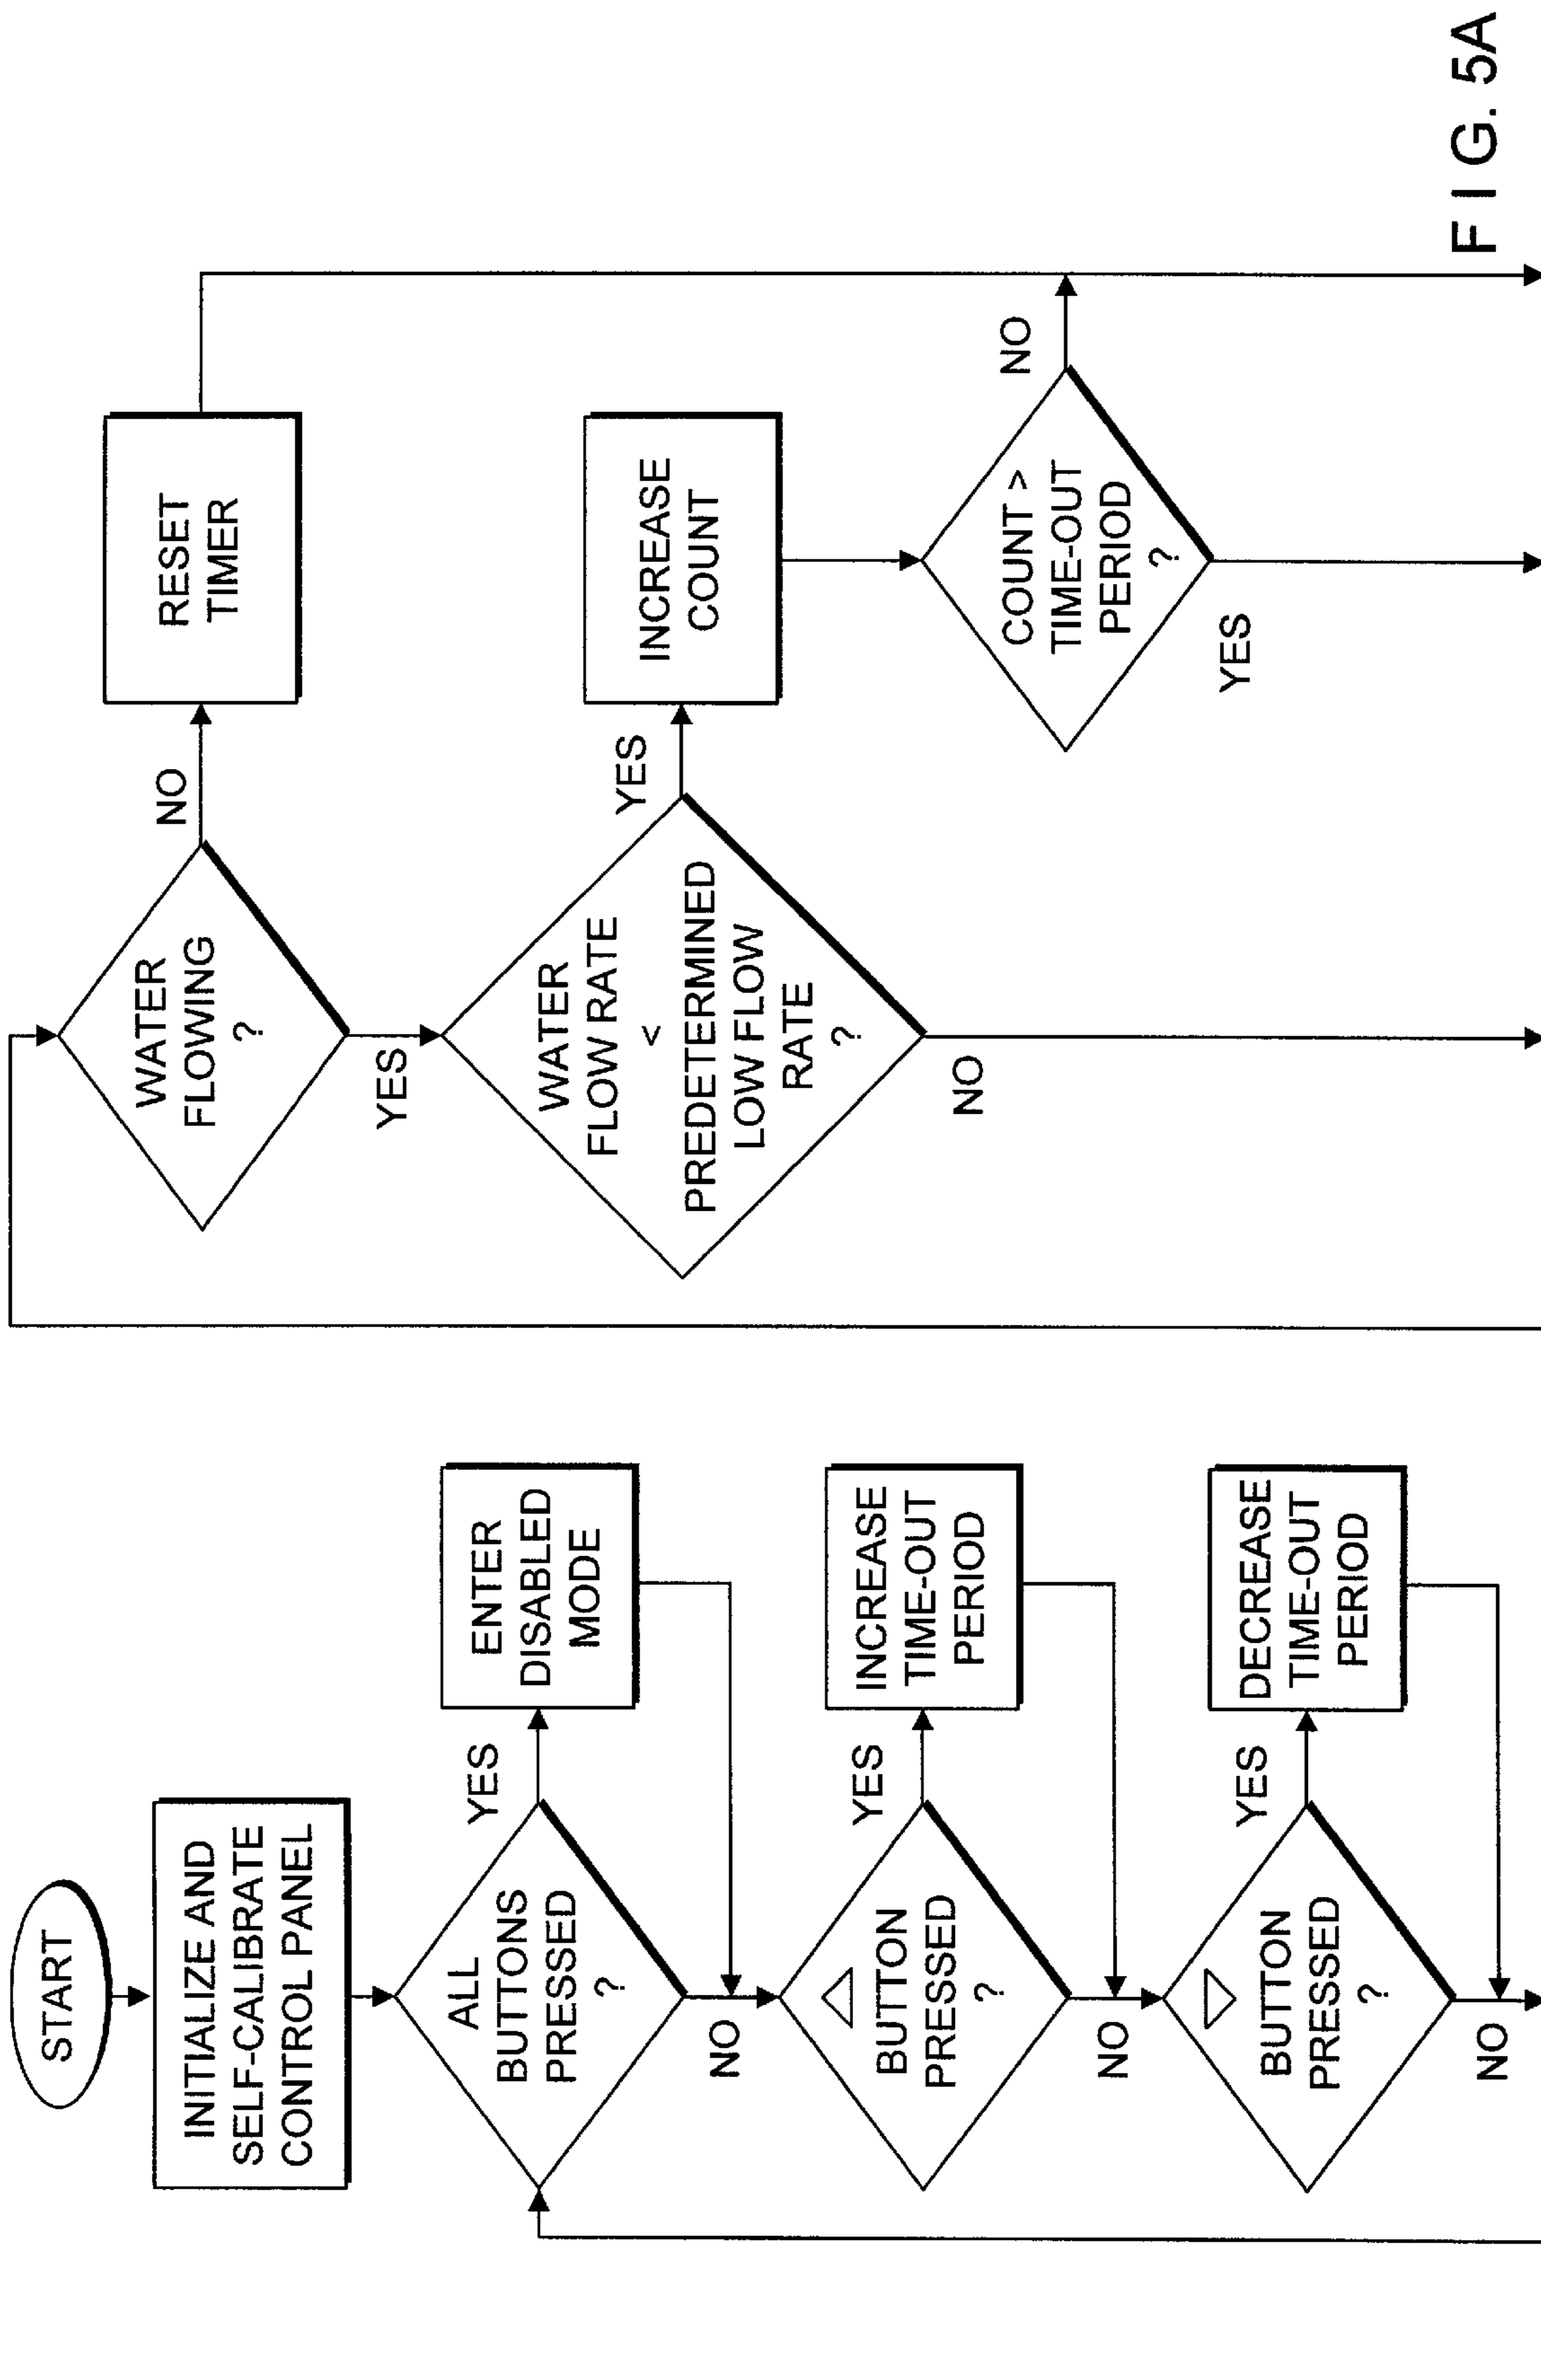 START
INITIALIZE AND
SELF-CALIBRATE
CONTROL PANEL
ALL
BUTTONS
PRESSED
?
YES
ENTER
DISABLED
MODE
NO
△
BUTTON
PRESSED
?
YES
INCREASE
TIME-OUT
PERIOD
NO
▽
BUTTON
PRESSED
?
YES
DECREASE
TIME-OUT
PERIOD
NO
WATER
FLOWING
?
NO
RESET
TIMER
YES
WATER
FLOW RATE
<
PREDETERMINED
LOW FLOW
RATE
?
YES
INCREASE
COUNT
NO
COUNT >
TIME-OUT
PERIOD
?
NO
YES
FIG. 5A